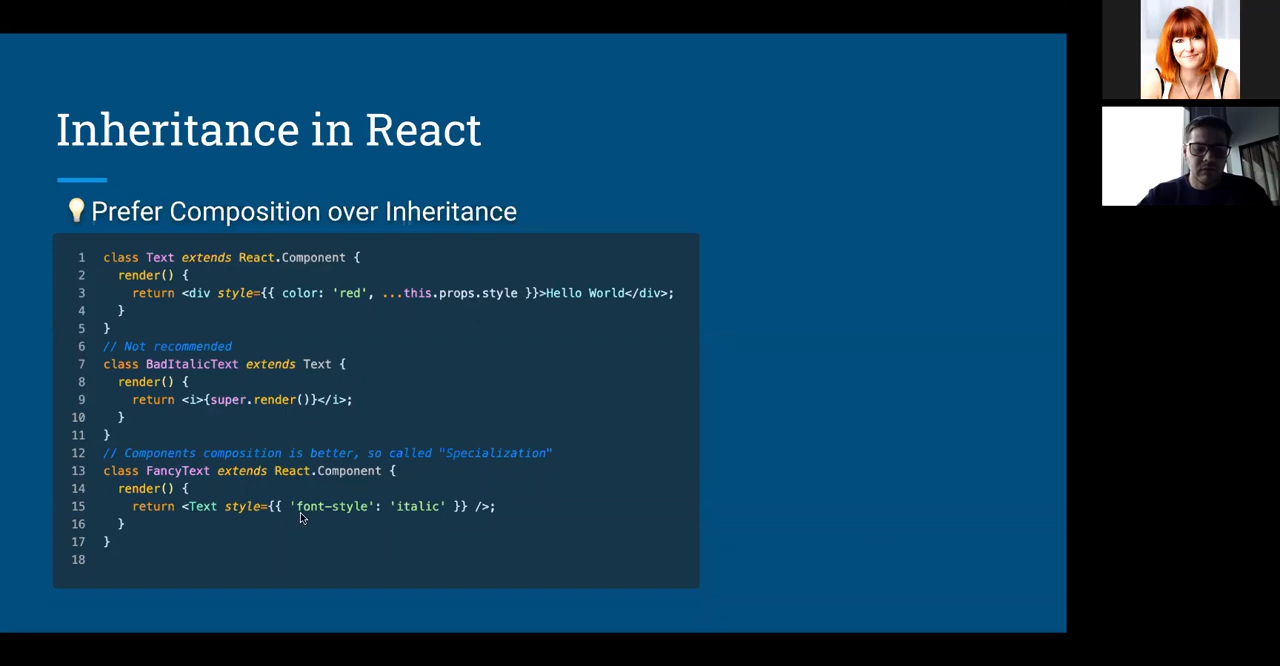 Inheritance in React
💡Prefer Composition over Inheritance
1 class Text extends React.Component {
2 render() {
3 return <div style={{ color: 'red', ...this.props.style }}>Hello World</div>;
4 }
5 }
6 // Not recommended
7 class BadItalicText extends Text {
8 render() {
9 return <i>{super.render()}</i>;
10 }
11 }
12 // Components composition is better, so called "Specialization"
13 class FancyText extends React.Component {
14 render() {
15 return <Text style={{ 'font-style': 'italic' }} />;
16 }
17 }
18